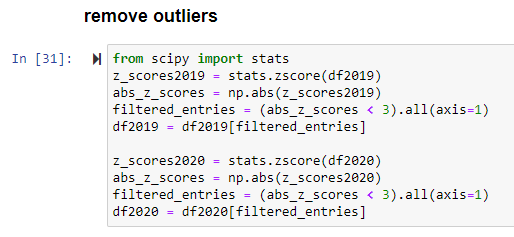 remove outliers
In [31]:
from scipy import stats
z_scores2019 = stats.zscore(df2019)
abs_z_scores = np.abs(z_scores2019)
filtered_entries = (abs_z_scores < 3).all(axis=1)
df2019 = df2019[filtered_entries]

z_scores2020 = stats.zscore(df2020)
abs_z_scores = np.abs(z_scores2020)
filtered_entries = (abs_z_scores < 3).all(axis=1)
df2020 = df2020[filtered_entries]